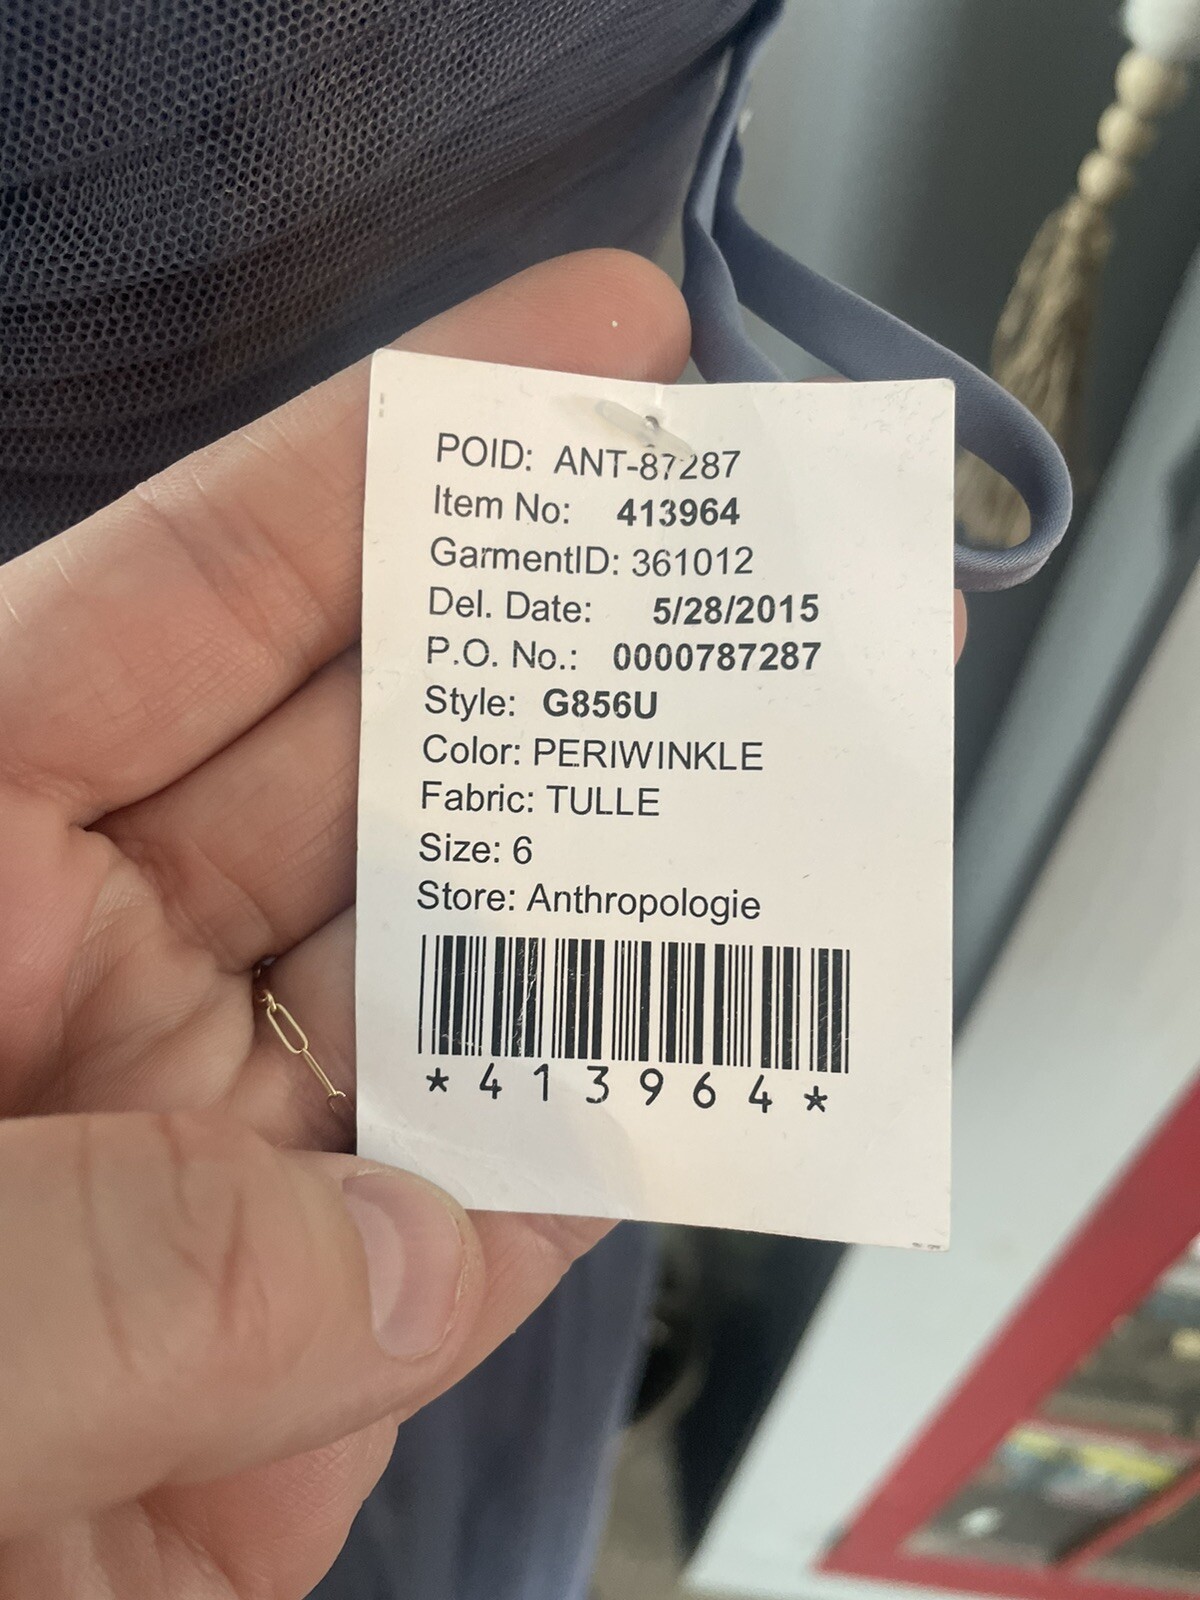 POID: ANT-87287
Item No: 413964
GarmentID: 361012
Del. Date: 5/28/2015
P.O. No.: 0000787287
Style: G856U
Color: PERIWINKLE
Fabric: TULLE
Size: 6
Store: Anthropologie
*413964*